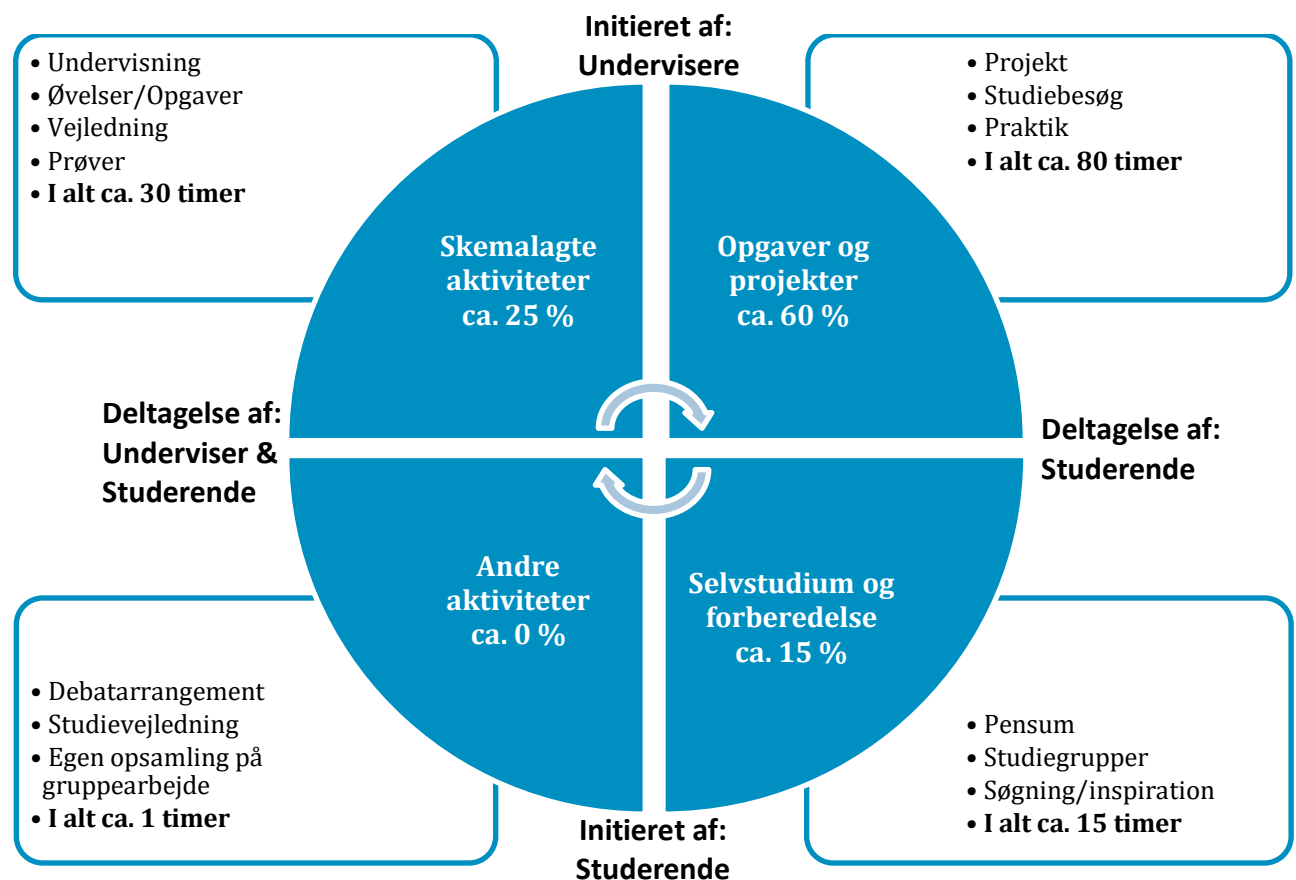 Initieret af:
Undervisere
• Undervisning
• Øvelser/Opgaver
• Vejledning
• Prøver
• I alt ca. 30 timer
• Projekt
• Studiebesøg
• Praktik
• I alt ca. 80 timer
Skemalagte
aktiviteter
ca. 25 %
Opgaver og
projekter
ca. 60 %
Deltagelse af:
Underviser &
Studerende
Deltagelse af:
Studerende
Andre
aktiviteter
ca. 0 %
Selvstudium og
forberedelse
ca. 15 %
• Debatarrangement
• Studievejledning
• Egen opsamling på
gruppearbejde
• I alt ca. 1 timer
• Pensum
• Studiegrupper
• Søgning/inspiration
• I alt ca. 15 timer
Initieret af:
Studerende